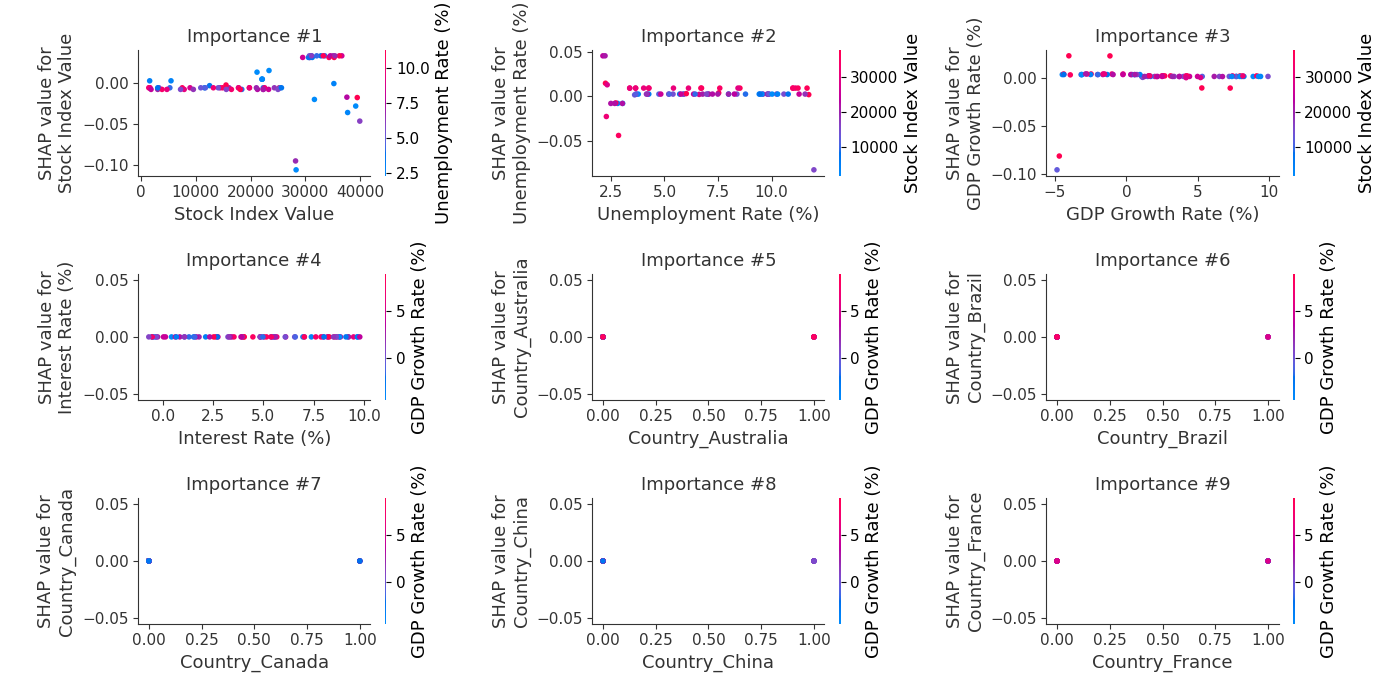 Importance #1
SHAP value for
Stock Index Value
0.00
−0.05
−0.10
0
10000
20000
30000
40000
Stock Index Value
10.0
7.5
5.0
2.5
Unemployment Rate (%)
Importance #2
SHAP value for
Unemployment Rate (%)
0.05
0.00
−0.05
2.5
5.0
7.5
10.0
Unemployment Rate (%)
30000
20000
10000
Stock Index Value
Importance #3
SHAP value for
GDP Growth Rate (%)
0.00
−0.05
−0.10
−5
0
5
10
GDP Growth Rate (%)
30000
20000
10000
Stock Index Value
Importance #4
SHAP value for
Interest Rate (%)
0.05
0.00
−0.05
0.0
2.5
5.0
7.5
10.0
Interest Rate (%)
5
0
GDP Growth Rate (%)
Importance #5
SHAP value for
Country_Australia
0.05
0.00
−0.05
0.00
0.25
0.50
0.75
1.00
Country_Australia
5
0
GDP Growth Rate (%)
Importance #6
SHAP value for
Country_Brazil
0.05
0.00
−0.05
0.00
0.25
0.50
0.75
1.00
Country_Brazil
5
0
GDP Growth Rate (%)
Importance #7
SHAP value for
Country_Canada
0.05
0.00
−0.05
0.00
0.25
0.50
0.75
1.00
Country_Canada
5
0
GDP Growth Rate (%)
Importance #8
SHAP value for
Country_China
0.05
0.00
−0.05
0.00
0.25
0.50
0.75
1.00
Country_China
5
0
GDP Growth Rate (%)
Importance #9
SHAP value for
Country_France
0.05
0.00
−0.05
0.00
0.25
0.50
0.75
1.00
Country_France
5
0
GDP Growth Rate (%)